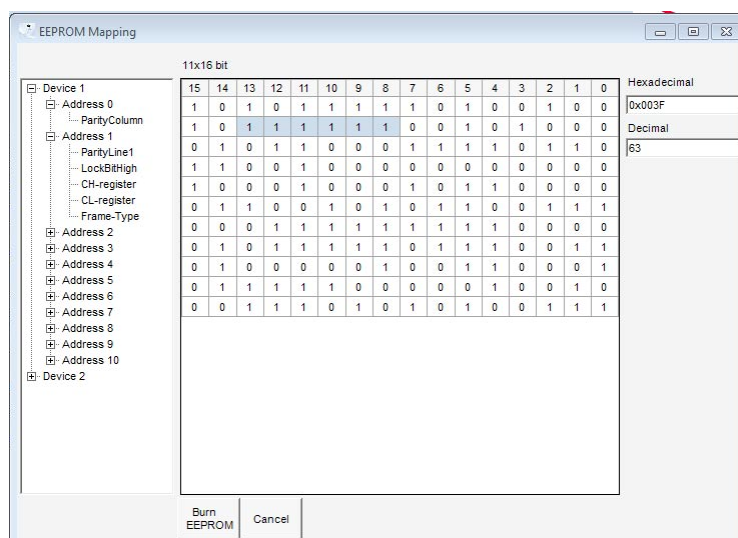 EEPROM Mapping
11x16 bit
Device 1
Address 0
ParityColumn
Address 1
ParityLine1
LockBitHigh
CH-register
CL-register
Frame-Type
Address 2
Address 3
Address 4
Address 5
Address 6
Address 7
Address 8
Address 9
Address 10
Device 2
15 14 13 12 11 10 9 8 7 6 5 4 3 2 1 0
1 0 1 0 1 1 1 1 1 0 1 0 0 1 0 0
1 0 1 1 1 1 1 1 0 0 1 0 1 0 0 0
0 1 0 1 1 0 0 0 1 1 1 1 0 1 1 0
1 1 0 0 1 0 0 0 0 0 0 0 0 0 0 0
1 0 0 0 1 0 0 0 1 0 1 1 0 0 0 0
0 1 1 0 0 1 0 1 0 1 1 0 0 1 1 1
0 0 0 1 1 1 1 1 1 1 1 1 0 0 0 0
0 1 0 1 1 1 1 1 0 1 1 1 0 0 1 1
0 1 0 0 0 0 0 1 0 0 1 1 0 0 0 1
0 1 1 1 1 1 0 0 0 0 0 1 0 0 1 0
0 0 1 1 1 0 1 0 1 0 1 0 0 1 1 1
Hexadecimal
0x003F
Decimal
63
Burn
EEPROM
Cancel